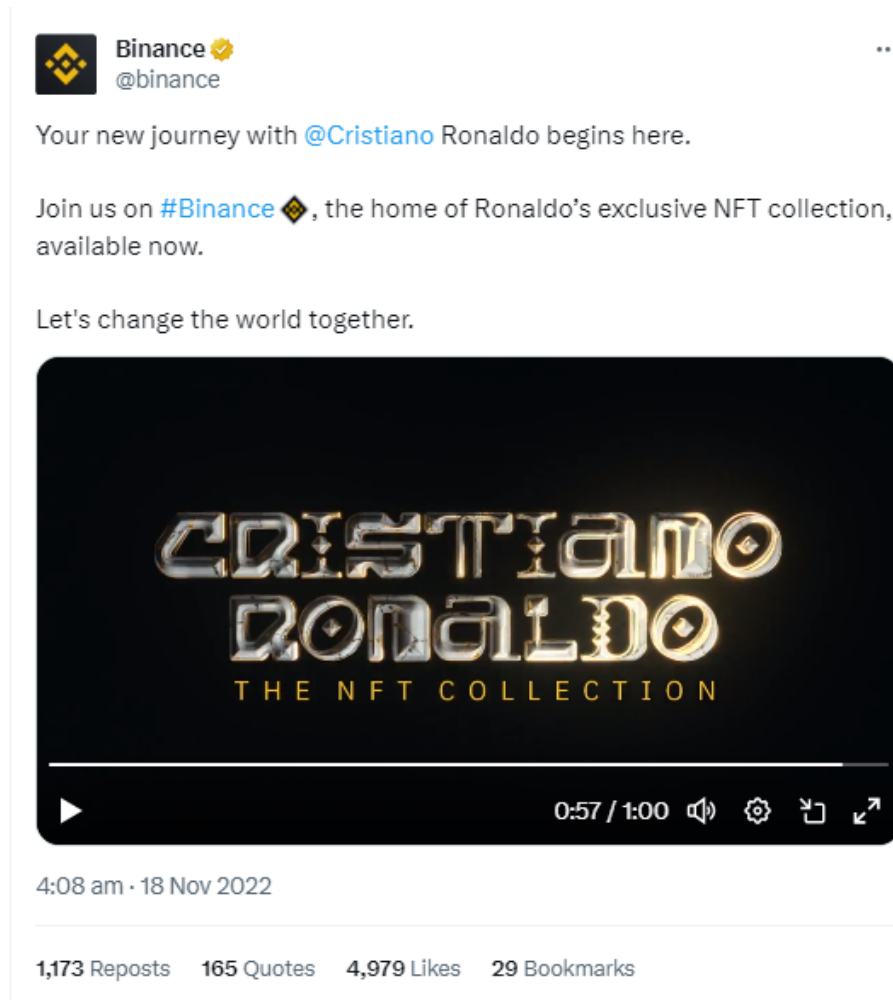 Binance
@binance
Your new journey with @Cristiano Ronaldo begins here.
Join us on #Binance , the home of Ronaldo’s exclusive NFT collection,
available now.
Let's change the world together.
CRISTIANO
RONALDO
THE NFT COLLECTION
0:57 / 1:00
4:08 am · 18 Nov 2022
1,173 Reposts 165 Quotes 4,979 Likes 29 Bookmarks